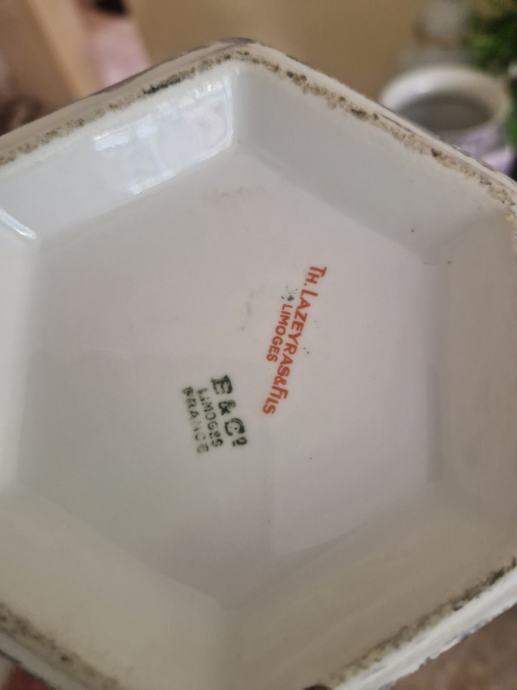 TH. LAZEYRAS & FILS
LIMOGES
B & Cº
LIMOGES
FRANCE